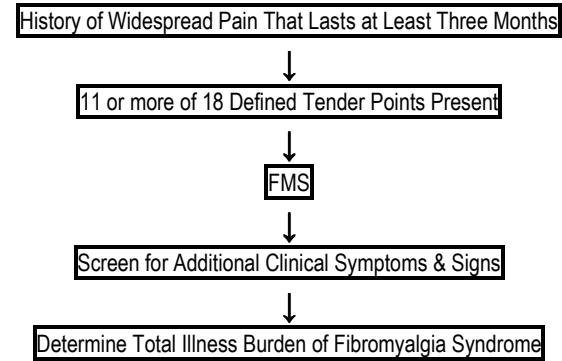 History of Widespread Pain That Lasts at Least Three Months
11 or more of 18 Defined Tender Points Present
FMS
Screen for Additional Clinical Symptoms & Signs
Determine Total Illness Burden of Fibromyalgia Syndrome